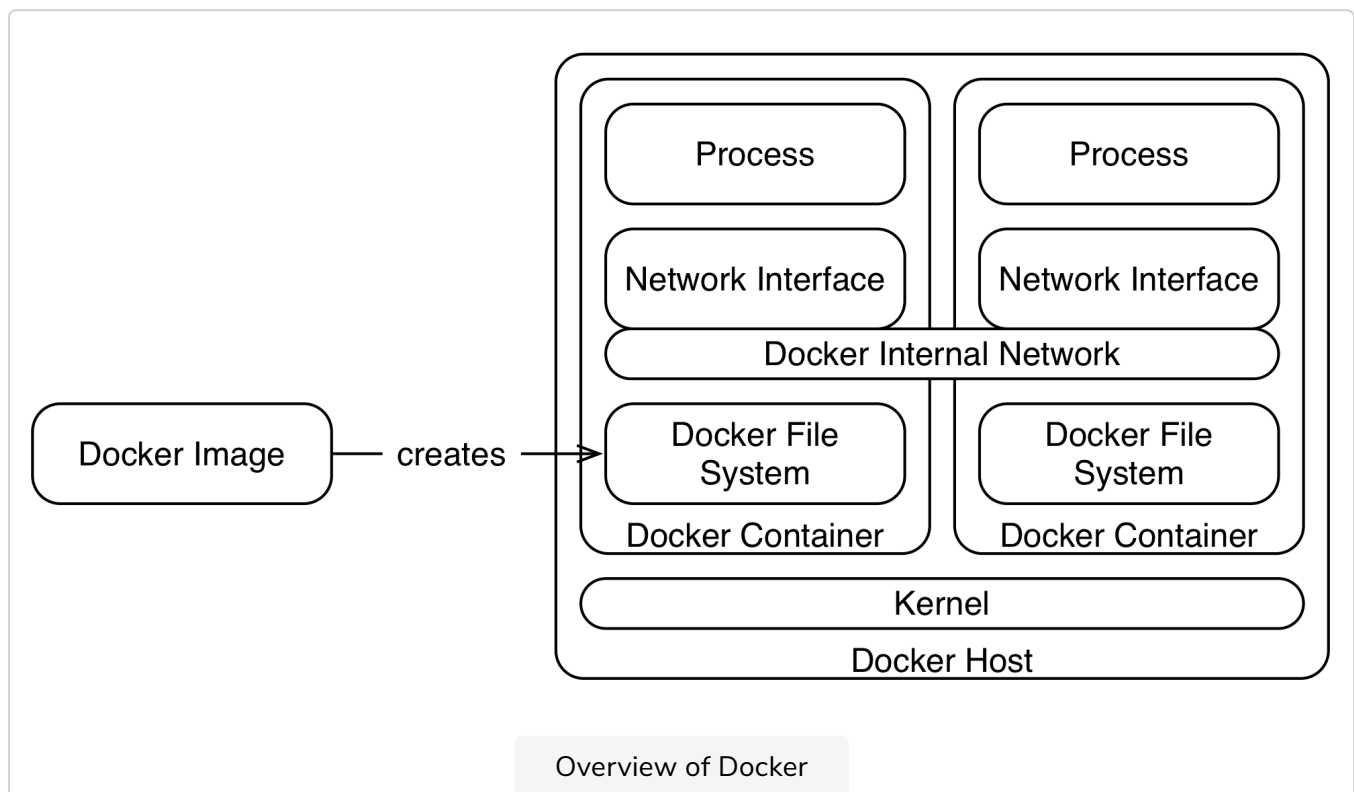 Process
Process
Network Interface
Network Interface
Docker Internal Network
Docker Image
creates
Docker File
System
Docker File
System
Docker Container
Docker Container
Kernel
Docker Host
Overview of Docker